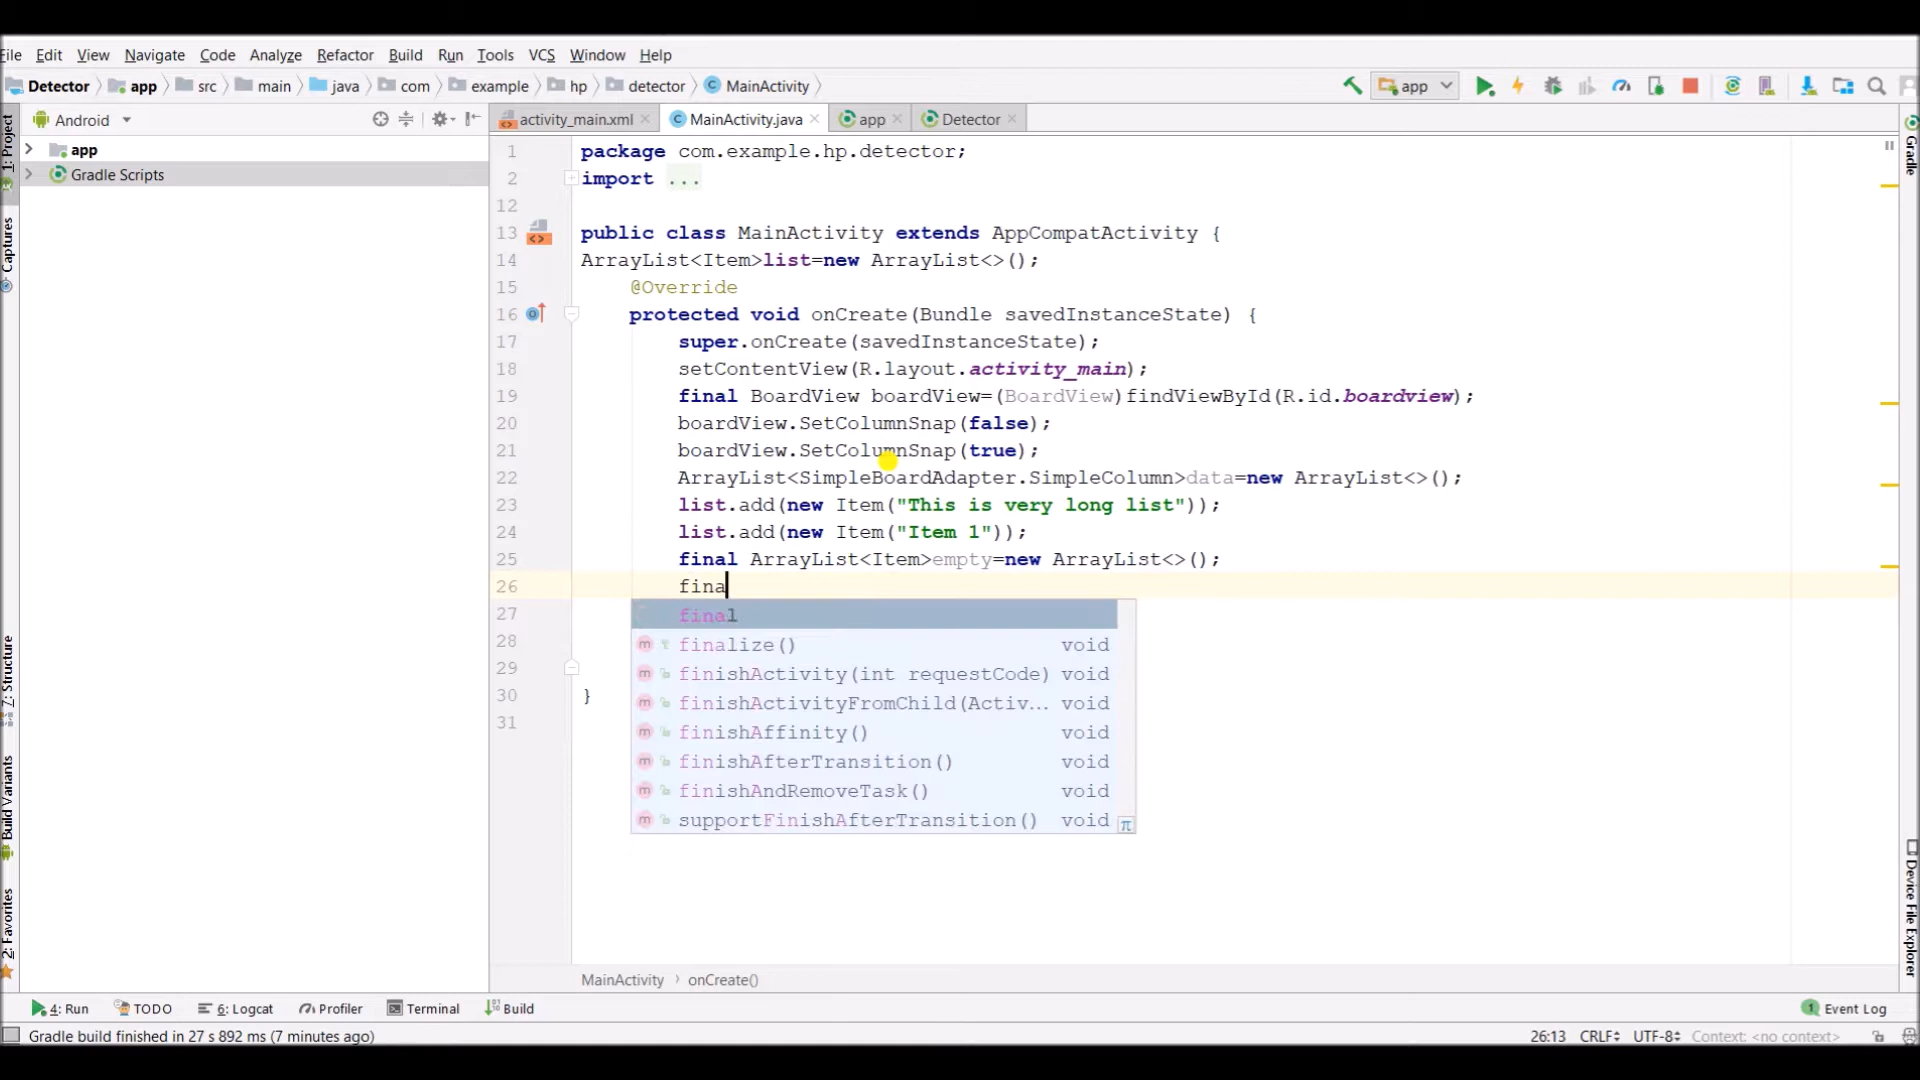 File Edit View Navigate Code Analyze Refactor Build Run Tools VCS Window Help
Detector app src main java com example hp detector MainActivity app
Android
activity_main.xml MainActivity.java app Detector
1: Project
app
Gradle Scripts
Captures
7: Structure
Build Variants
2: Favorites
Gradle
Device File Explorer
1 package com.example.hp.detector;
2 import ...
12
13 public class MainActivity extends AppCompatActivity {
14 ArrayList<Item>list=new ArrayList<>();
15 @Override
16 protected void onCreate(Bundle savedInstanceState) {
17 super.onCreate(savedInstanceState);
18 setContentView(R.layout.activity_main);
19 final BoardView boardView=(BoardView)findViewById(R.id.boardview);
20 boardView.SetColumnSnap(false);
21 boardView.SetColumnSnap(true);
22 ArrayList<SimpleBoardAdapter.SimpleColumn>data=new ArrayList<>();
23 list.add(new Item("This is very long list"));
24 list.add(new Item("Item 1"));
25 final ArrayList<Item>empty=new ArrayList<>();
26 fina
27 final
finalize() void
28 finishActivity(int requestCode) void
29 finishActivityFromChild(Activ... void
30 }
finishAffinity() void
31
finishAfterTransition() void
finishAndRemoveTask() void
supportFinishAfterTransition() void π
MainActivity onCreate()
4: Run TODO 6: Logcat Profiler Terminal Build 1 Event Log
Gradle build finished in 27 s 892 ms (7 minutes ago) 26:13 CRLF UTF-8 Context: <no context>